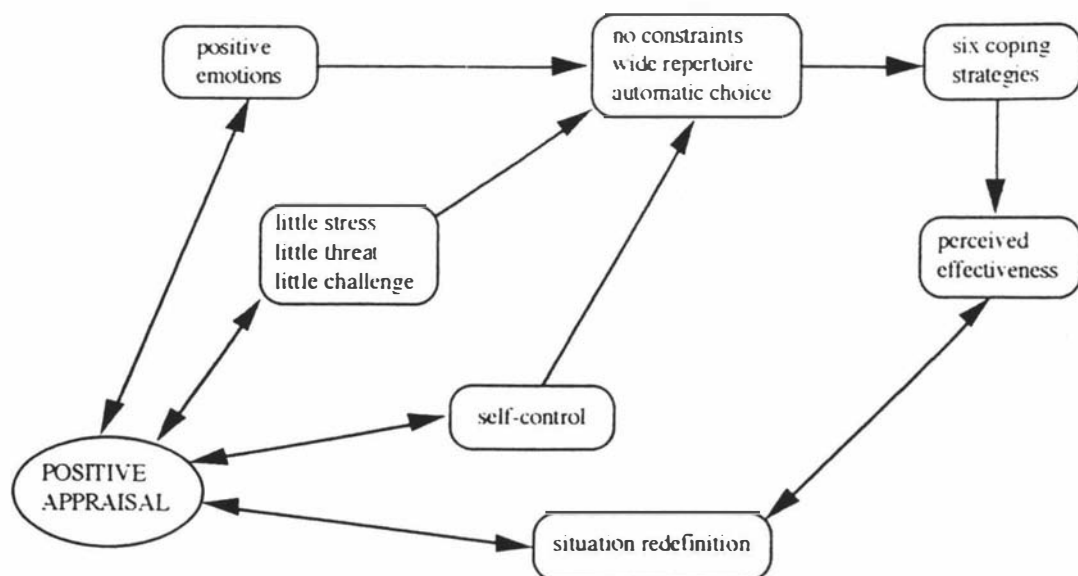 positive
emotions
no constraints
wide repertoire
automatic choice
six coping
strategies
little stress
little threat
little challenge
perceived
effectiveness
self-control
POSITIVE
APPRAISAL
situation redefinition